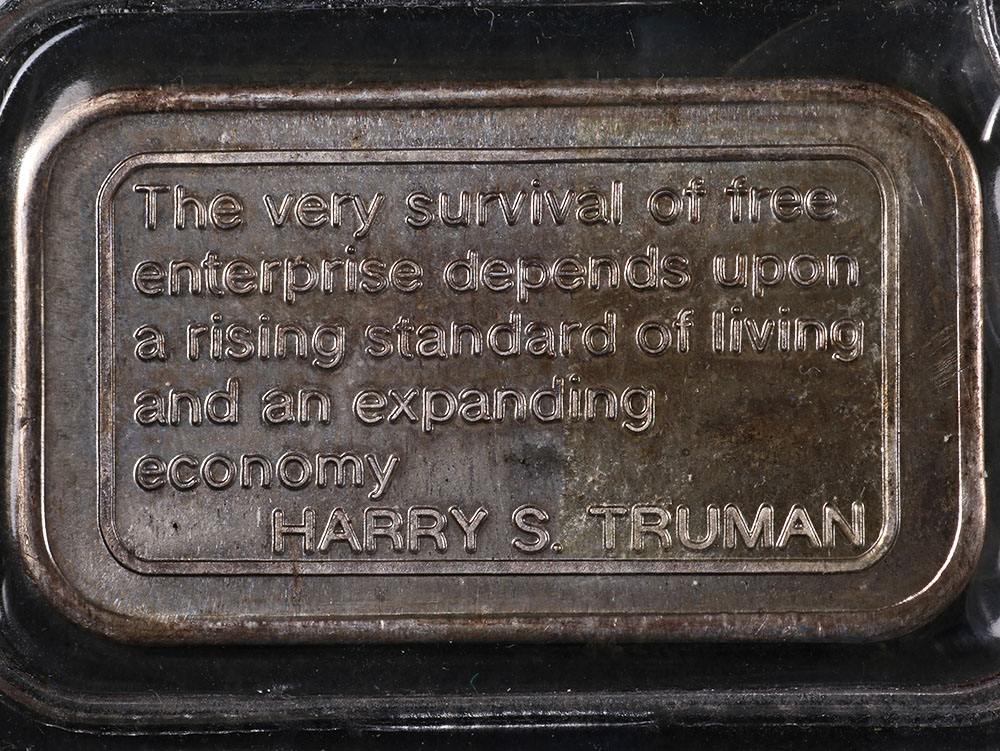 The very survival of free
enterprise depends upon
a rising standard of living
and an expanding
economy
HARRY S. TRUMAN